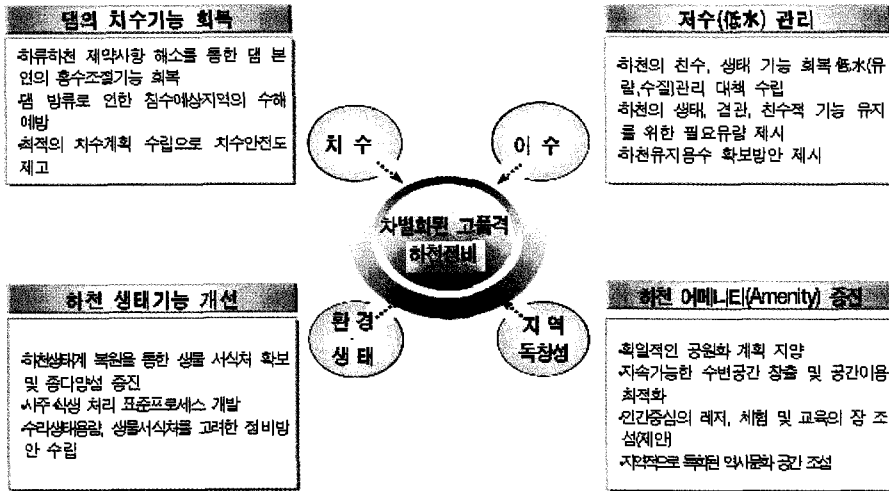 댐의 치수기능 회복
·하류하천 제약사항 해소를 통한 댐 본
연의 홍수조절기능 회복
·댐 방류로 인한 침수예상지역의 수해
예방
·최적의 치수계획 수립으로 치수안전도
제고
저수(低水) 관리
·하천의 친수, 생태 기능 회복 低水(유
량,수질)관리 대책 수립
·하천의 생태, 경관, 친수적 기능 유지
를 위한 필요유량 제시
·하천유지용수 확보방안 제시
치 수
이 수
차별화된 고품격
하천정비
환 경
생 태
지 역
독창성
하천 생태기능 개선
·하천생태계 복원을 통한 생물 서식처 확보
및 종다양성 증진
·사주·식생 처리 표준프로세스 개발
·수리생태용량, 생물서식처를 고려한 정비방
안 수립
하천 어메니티(Amenity) 증진
·획일적인 공원화 계획 지양
·지속가능한 수변공간 창출 및 공간이용
최적화
·인간중심의 레저, 체험 및 교육의 장 조
성(제안)
·지역적으로 특화된 역사문화 공간 조성